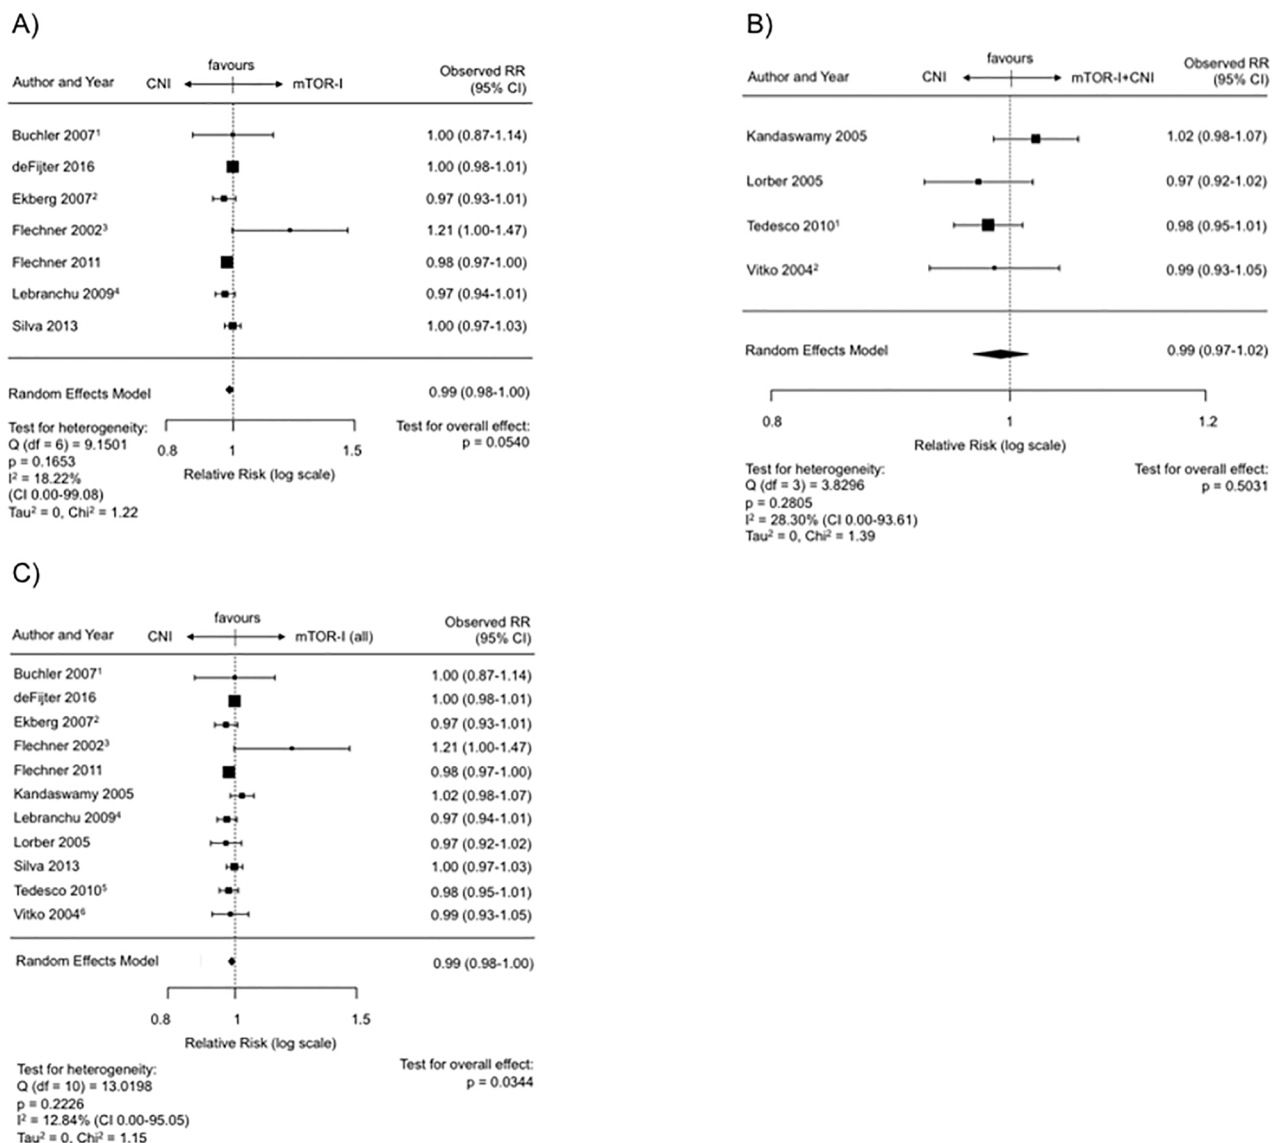 A)
favours
Author and Year CNI mTOR-I Observed RR
(95% CI)
Buchler 2007¹ 1.00 (0.87-1.14)
deFijter 2016 1.00 (0.98-1.01)
Ekberg 2007² 0.97 (0.93-1.01)
Flechner 2002³ 1.21 (1.00-1.47)
Flechner 2011 0.98 (0.97-1.00)
Lebranchu 2009⁴ 0.97 (0.94-1.01)
Silva 2013 1.00 (0.97-1.03)
Random Effects Model 0.99 (0.98-1.00)
0.8 1 1.5
Relative Risk (log scale)
Test for heterogeneity:
Q (df = 6) = 9.1501
p = 0.1653
I² = 18.22%
(CI 0.00-99.08)
Tau² = 0, Chi² = 1.22
Test for overall effect:
p = 0.0540
B)
favours
Author and Year CNI mTOR-I+CNI Observed RR
(95% CI)
Kandaswamy 2005 1.02 (0.98-1.07)
Lorber 2005 0.97 (0.92-1.02)
Tedesco 2010¹ 0.98 (0.95-1.01)
Vitko 2004² 0.99 (0.93-1.05)
Random Effects Model 0.99 (0.97-1.02)
0.8 1 1.2
Relative Risk (log scale)
Test for heterogeneity:
Q (df = 3) = 3.8296
p = 0.2805
I² = 28.30% (CI 0.00-93.61)
Tau² = 0, Chi² = 1.39
Test for overall effect:
p = 0.5031
C)
favours
Author and Year CNI mTOR-I (all) Observed RR
(95% CI)
Buchler 2007¹ 1.00 (0.87-1.14)
deFijter 2016 1.00 (0.98-1.01)
Ekberg 2007² 0.97 (0.93-1.01)
Flechner 2002³ 1.21 (1.00-1.47)
Flechner 2011 0.98 (0.97-1.00)
Kandaswamy 2005 1.02 (0.98-1.07)
Lebranchu 2009⁴ 0.97 (0.94-1.01)
Lorber 2005 0.97 (0.92-1.02)
Silva 2013 1.00 (0.97-1.03)
Tedesco 2010⁵ 0.98 (0.95-1.01)
Vitko 2004⁶ 0.99 (0.93-1.05)
Random Effects Model 0.99 (0.98-1.00)
0.8 1 1.5
Relative Risk (log scale)
Test for heterogeneity:
Q (df = 10) = 13.0198
p = 0.2226
I² = 12.84% (CI 0.00-95.05)
Tau² = 0, Chi² = 1.15
Test for overall effect:
p = 0.0344